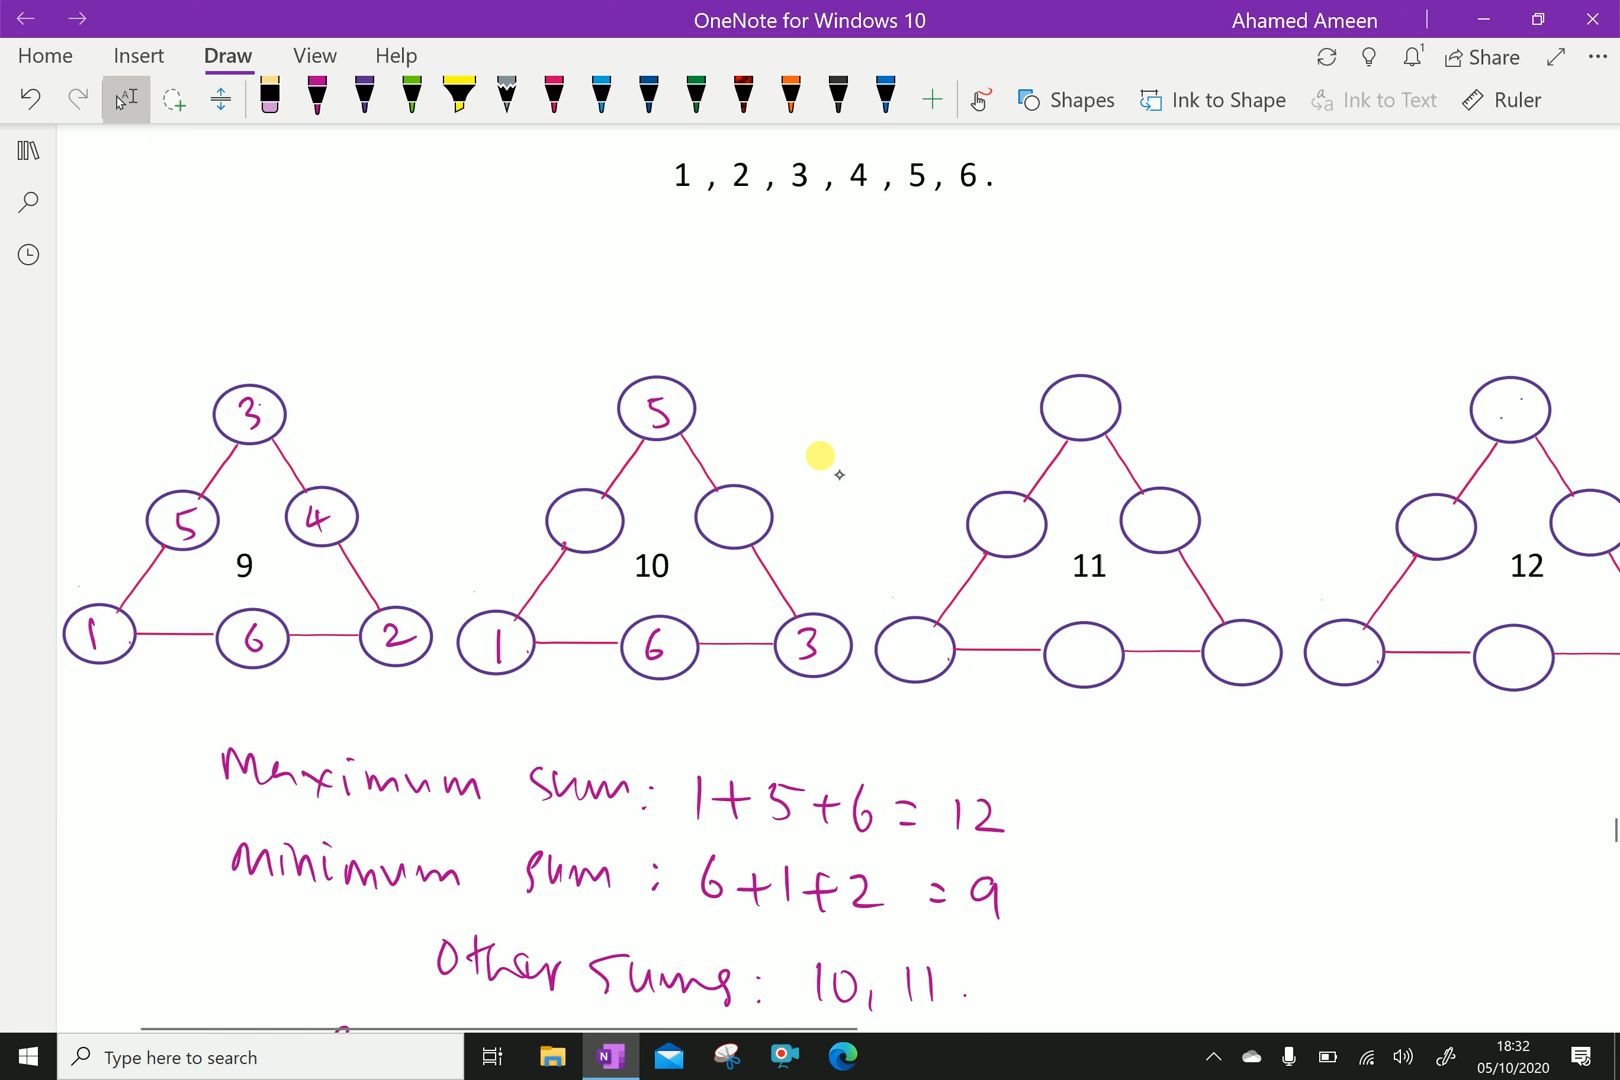 OneNote for Windows 10
Ahamed Ameen
Home Insert Draw View Help
1 Share
Shapes Ink to Shape Ink to Text Ruler
1 , 2 , 3 , 4 , 5, 6 .
3
5 4
9
1 6 2
5
10
1 6 3
11
12
Maximum sum: 1+5+6 = 12
Minimum sum : 6+1+2 = 9
Other sums: 10, 11.
Type here to search
18:32
05/10/2020